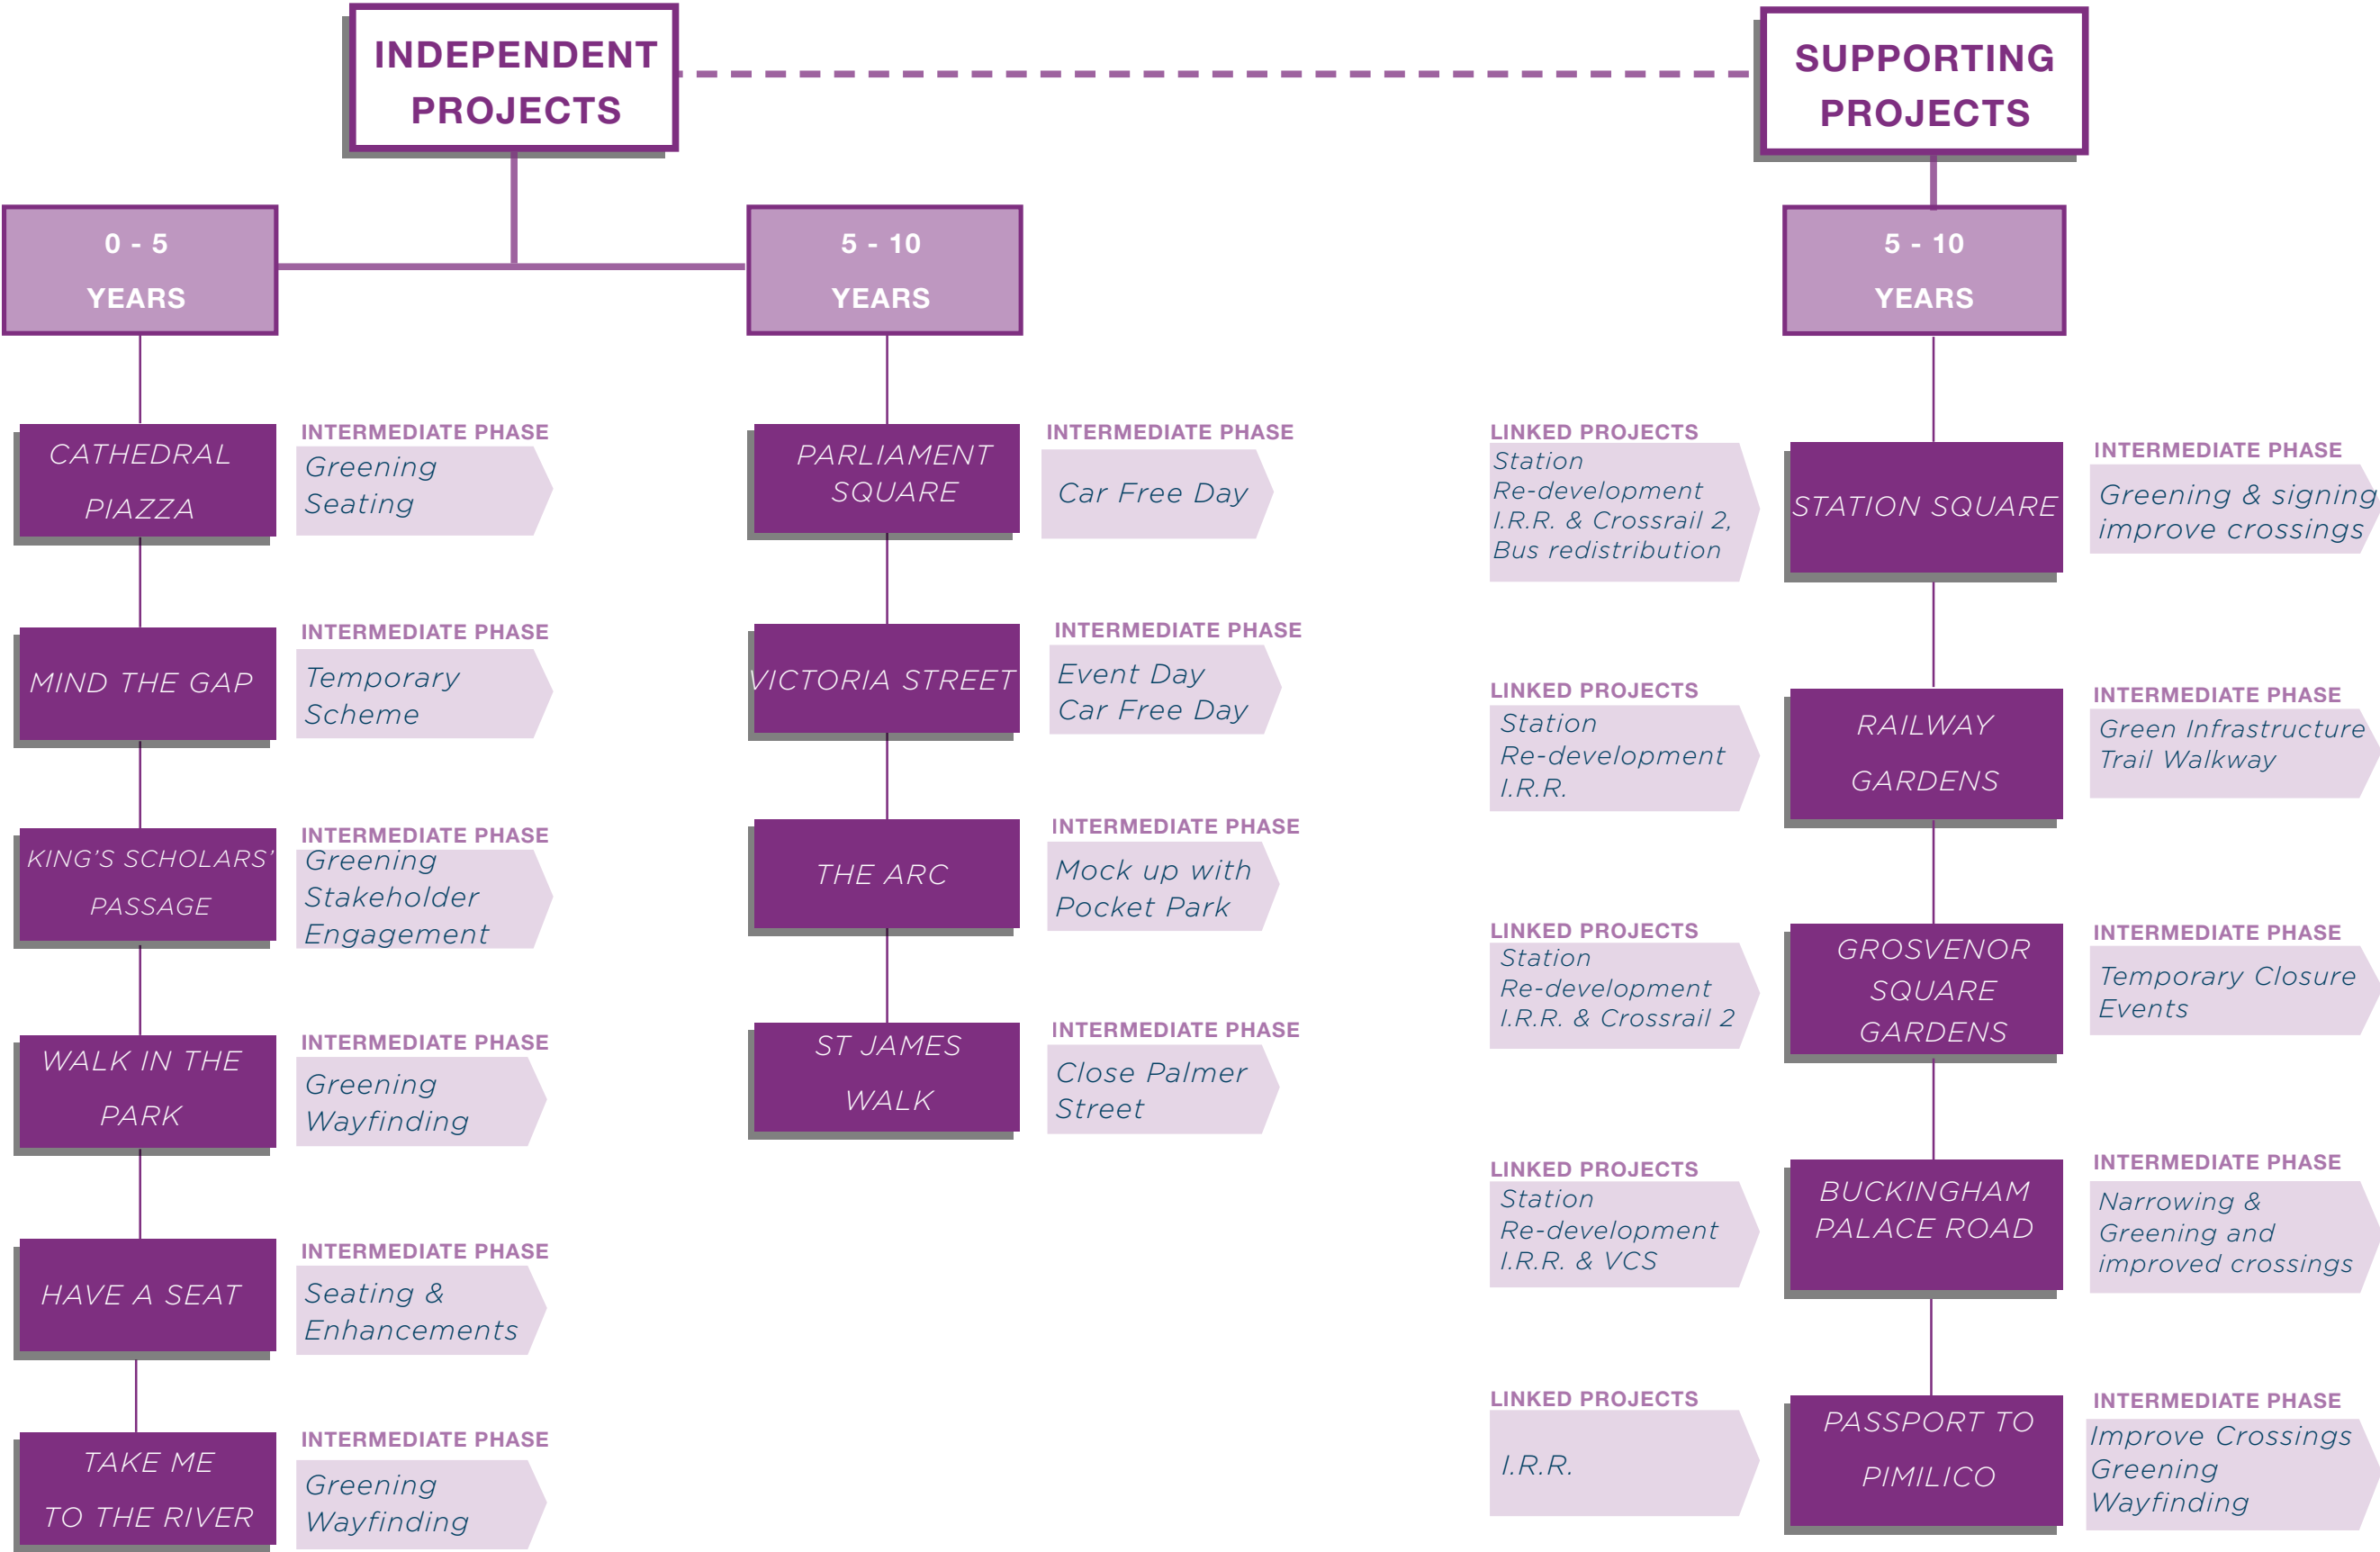 INDEPENDENT
PROJECTS
SUPPORTING
PROJECTS
0 - 5
YEARS
5 - 10
YEARS
5 - 10
YEARS
CATHEDRAL
PIAZZA
INTERMEDIATE PHASE
Greening
Seating
MIND THE GAP
INTERMEDIATE PHASE
Temporary
Scheme
KING'S SCHOLARS'
PASSAGE
INTERMEDIATE PHASE
Greening
Stakeholder
Engagement
WALK IN THE
PARK
INTERMEDIATE PHASE
Greening
Wayfinding
HAVE A SEAT
INTERMEDIATE PHASE
Seating &
Enhancements
TAKE ME
TO THE RIVER
INTERMEDIATE PHASE
Greening
Wayfinding
PARLIAMENT
SQUARE
INTERMEDIATE PHASE
Car Free Day
VICTORIA STREET
INTERMEDIATE PHASE
Event Day
Car Free Day
THE ARC
INTERMEDIATE PHASE
Mock up with
Pocket Park
ST JAMES
WALK
INTERMEDIATE PHASE
Close Palmer
Street
LINKED PROJECTS
Station
Re-development
I.R.R. & Crossrail 2,
Bus redistribution
STATION SQUARE
INTERMEDIATE PHASE
Greening & signing
improve crossings
LINKED PROJECTS
Station
Re-development
I.R.R.
RAILWAY
GARDENS
INTERMEDIATE PHASE
Green Infrastructure
Trail Walkway
LINKED PROJECTS
Station
Re-development
I.R.R. & Crossrail 2
GROSVENOR
SQUARE
GARDENS
INTERMEDIATE PHASE
Temporary Closure
Events
LINKED PROJECTS
Station
Re-development
I.R.R. & VCS
BUCKINGHAM
PALACE ROAD
INTERMEDIATE PHASE
Narrowing &
Greening and
improved crossings
LINKED PROJECTS
I.R.R.
PASSPORT TO
PIMILICO
INTERMEDIATE PHASE
Improve Crossings
Greening
Wayfinding